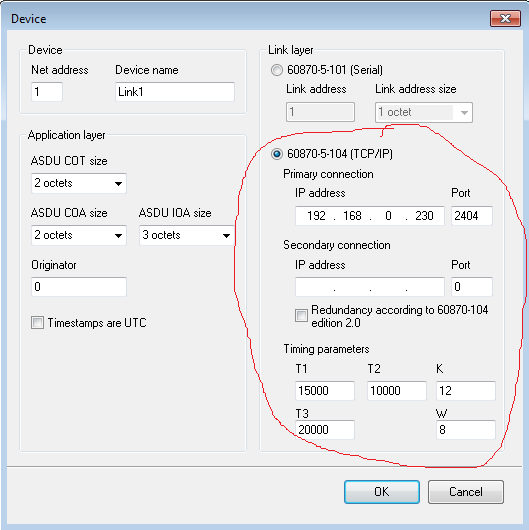 Device
Device
Net address Device name
1 Link1
Application layer
ASDU COT size
2 octets
ASDU COA size ASDU IOA size
2 octets 3 octets
Originator
0
Timestamps are UTC
Link layer
60870-5-101 (Serial)
Link address Link address size
1 1 octet
60870-5-104 (TCP/IP)
Primary connection
IP address Port
192 . 168 . 0 . 230 2404
Secondary connection
IP address Port
. . . 0
Redundancy according to 60870-104
edition 2.0
Timing parameters
T1 T2 K
15000 10000 12
T3 W
20000 8
OK Cancel